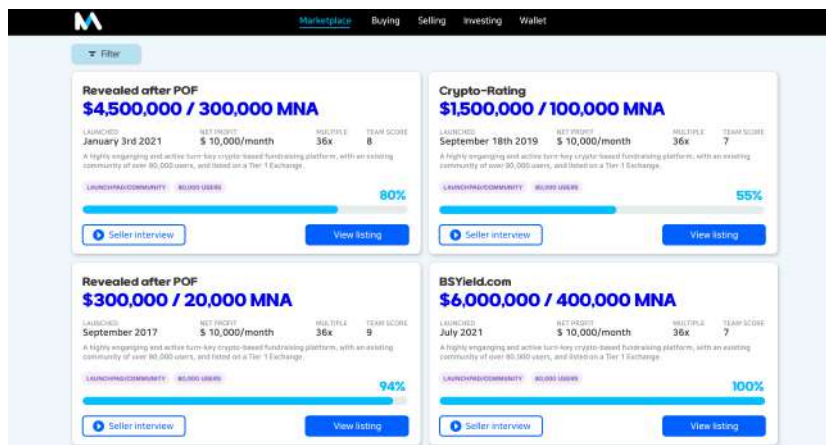 Marketplace Buying Selling Investing Wallet
Filter
Revealed after POF
$4,500,000 / 300,000 MNA
LAUNCHED NET PROFIT MULTIPLE TEAM SCORE
January 3rd 2021 $ 10,000/month 36x 8
A highly enganging and active turn-key crypto-based fundraising platform, with an existing
community of over 80,000 users, and listed on a Tier 1 Exchange.
LAUNCHPAD/COMMUNITY 80,000 USERS
80%
Seller interview View listing
Crypto-Rating
$1,500,000 / 100,000 MNA
LAUNCHED NET PROFIT MULTIPLE TEAM SCORE
September 18th 2019 $ 10,000/month 36x 7
A highly enganging and active turn-key crypto-based fundraising platform, with an existing
community of over 80,000 users, and listed on a Tier 1 Exchange.
LAUNCHPAD/COMMUNITY 80,000 USERS
55%
Seller interview View listing
Revealed after POF
$300,000 / 20,000 MNA
LAUNCHED NET PROFIT MULTIPLE TEAM SCORE
September 2017 $ 10,000/month 36x 9
A highly enganging and active turn-key crypto-based fundraising platform, with an existing
community of over 80,000 users, and listed on a Tier 1 Exchange.
LAUNCHPAD/COMMUNITY 80,000 USERS
94%
Seller interview View listing
BSYield.com
$6,000,000 / 400,000 MNA
LAUNCHED NET PROFIT MULTIPLE TEAM SCORE
July 2021 $ 10,000/month 36x 7
A highly enganging and active turn-key crypto-based fundraising platform, with an existing
community of over 80,000 users, and listed on a Tier 1 Exchange.
LAUNCHPAD/COMMUNITY 80,000 USERS
100%
Seller interview View listing